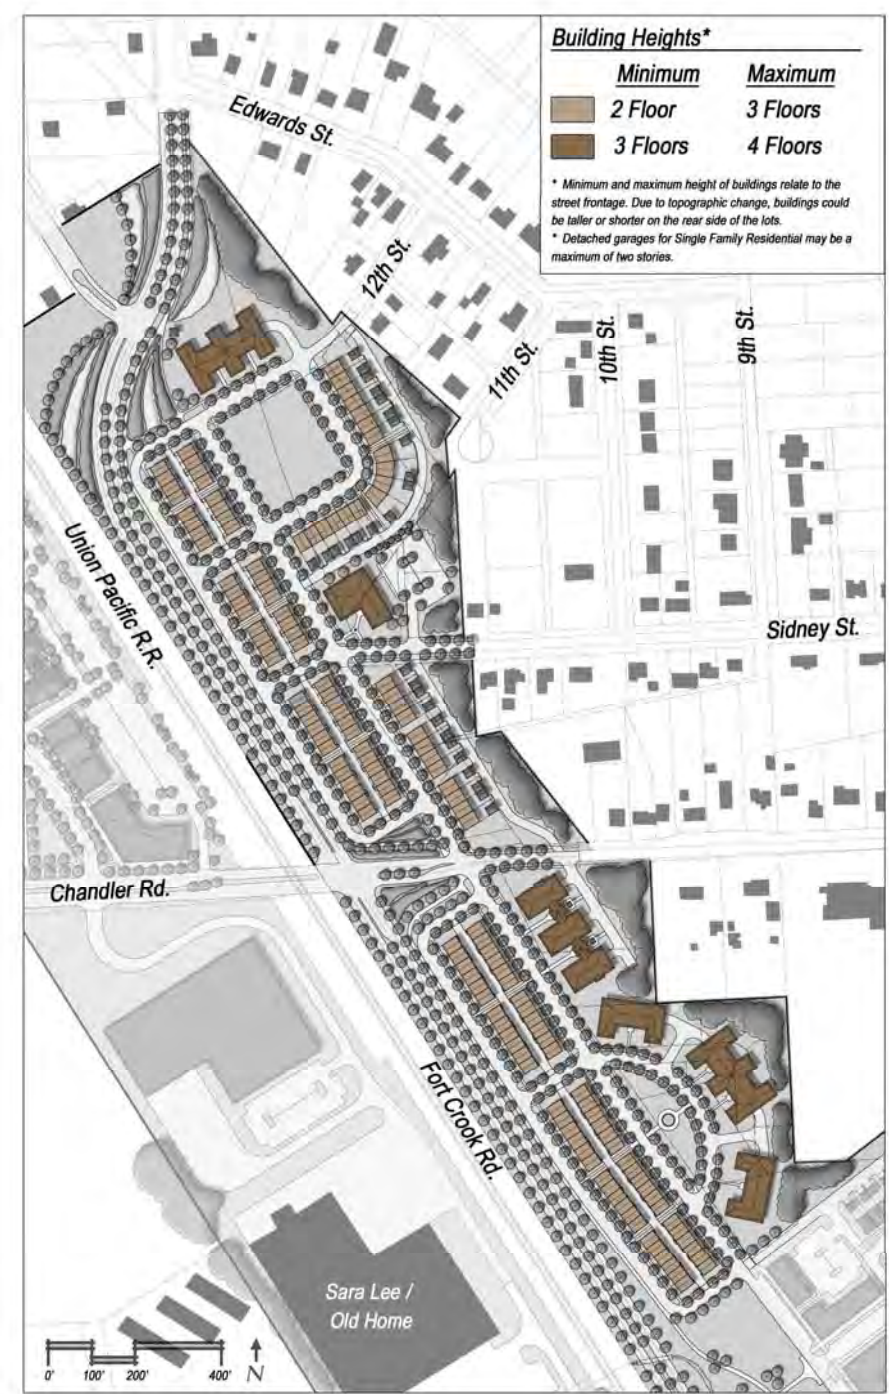 Building Heights*
Minimum Maximum
2 Floor 3 Floors
3 Floors 4 Floors
* Minimum and maximum height of buildings relate to the
street frontage. Due to topographic change, buildings could
be taller or shorter on the rear side of the lots.
* Detached garages for Single Family Residential may be a
maximum of two stories.
Edwards St.
12th St.
11th St.
10th St.
9th St.
Union Pacific R.R.
Sidney St.
Chandler Rd.
Fort Crook Rd.
Sara Lee /
Old Home
0' 100' 200' 400' N